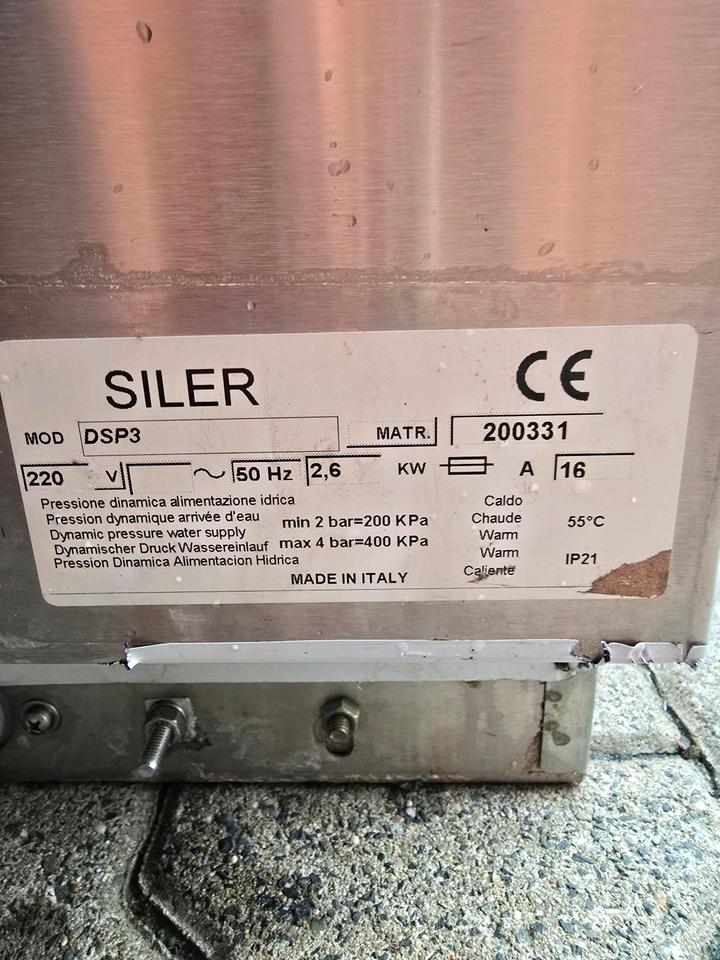 SILER CE
MOD DSP3 MATR. 200331
220 V 50 Hz 2,6 KW A 16
Pressione dinamica alimentazione idrica Caldo
Pression dynamique arrivée d'eau min 2 bar=200 KPa Chaude 55°C
Dynamic pressure water supply Warm
Dynamischer Druck Wassereinlauf max 4 bar=400 KPa Warm IP21
Pression Dinamica Alimentacion Hidrica Caliente
MADE IN ITALY